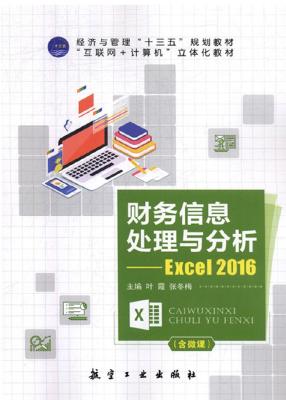 经济与管理“十三五”规划教材
“互联网+计算机”立体化教材
财务信息
处理与分析
——Excel 2016
主编 叶霞 张冬梅
X
CAIWUXINXI
CHULI YU FENXI
(含微课)
航空工业出版社